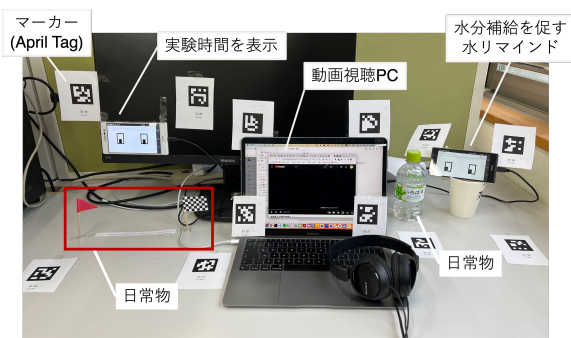 マーカー
(April Tag)
実験時間を表示
動画視聴PC
水分補給を促す
水リマインド
PHILIPS
日常物
日常物